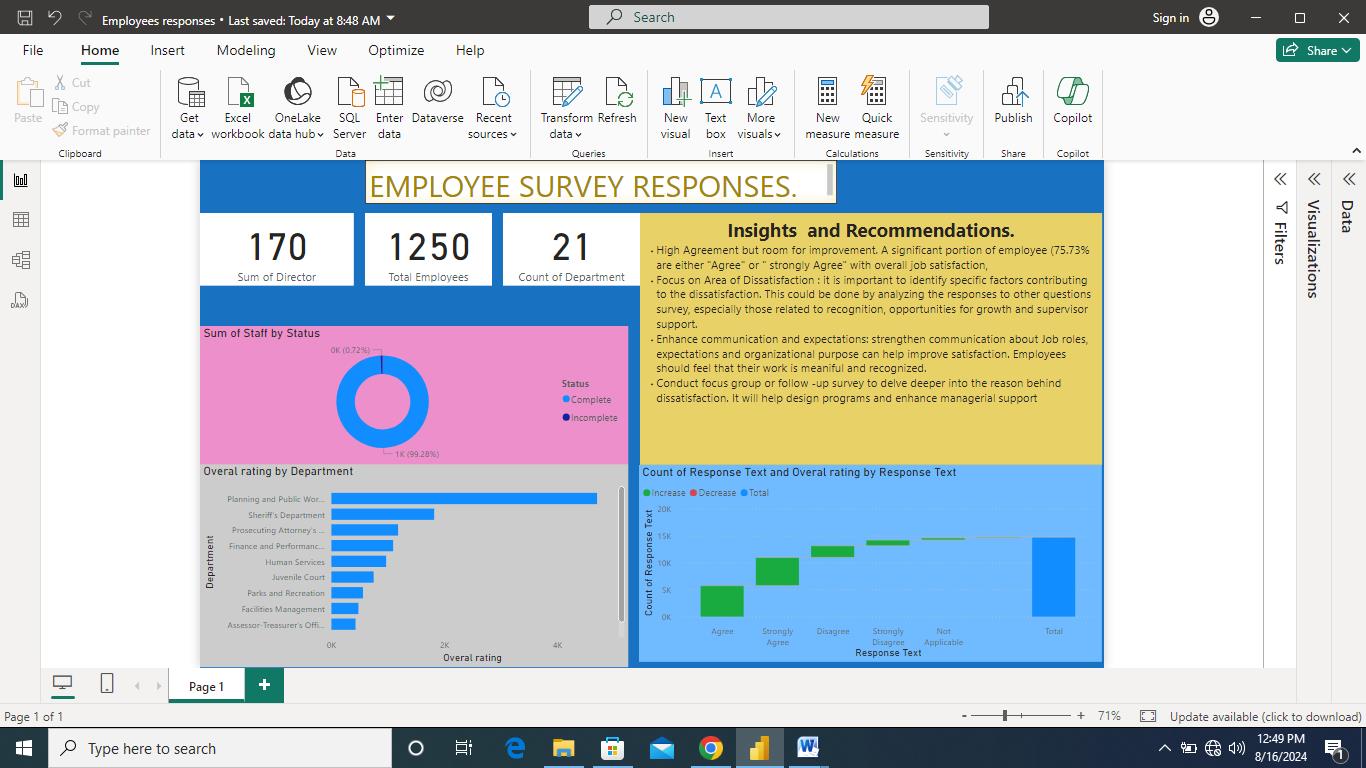 Employees responses • Last saved: Today at 8:48 AM
Search
Sign in
File Home Insert Modeling View Optimize Help
Share
Paste
Cut
Copy
Format painter
Clipboard
Get data
Excel workbook
OneLake data hub
SQL Server
Enter data
Dataverse
Recent sources
Data
Transform data
Refresh
Queries
New visual
Text box
More visuals
Insert
New measure
Quick measure
Calculations
Sensitivity
Sensitivity
Publish
Share
Copilot
Copilot
EMPLOYEE SURVEY RESPONSES.
170
Sum of Director
1250
Total Employees
21
Count of Department
Insights and Recommendations.
• High Agreement but room for improvement. A significant portion of employee (75.73%
are either "Agree" or " strongly Agree" with overall job satisfaction,
• Focus on Area of Dissatisfaction : it is important to identify specific factors contributing
to the dissatisfaction. This could be done by analyzing the responses to other questions
survey, especially those related to recognition, opportunities for growth and supervisor
support.
• Enhance communication and expectations: strengthen communication about Job roles,
expectations and organizational purpose can help improve satisfaction. Employees
should feel that their work is meaniful and recognized.
• Conduct focus group or follow -up survey to delve deeper into the reason behind
dissatisfaction. It will help design programs and enhance managerial support
Sum of Staff by Status
0K (0.72%)
1K (99.28%)
Status
Complete
Incomplete
Overal rating by Department
Department
Planning and Public Wor...
Sheriff's Department
Prosecuting Attorney's ...
Finance and Performanc...
Human Services
Juvenile Court
Parks and Recreation
Facilities Management
Assessor-Treasurer's Offi...
0K 2K 4K
Overal rating
Count of Response Text and Overal rating by Response Text
Increase Decrease Total
Count of Response Text
20K
15K
10K
5K
0K
Agree
Strongly Agree
Disagree
Strongly Disagree
Not Applicable
Total
Response Text
Filters
Visualizations
Data
DAX
Page 1
Page 1 of 1
71%
Update available (click to download)
Type here to search
12:49 PM
8/16/2024
1